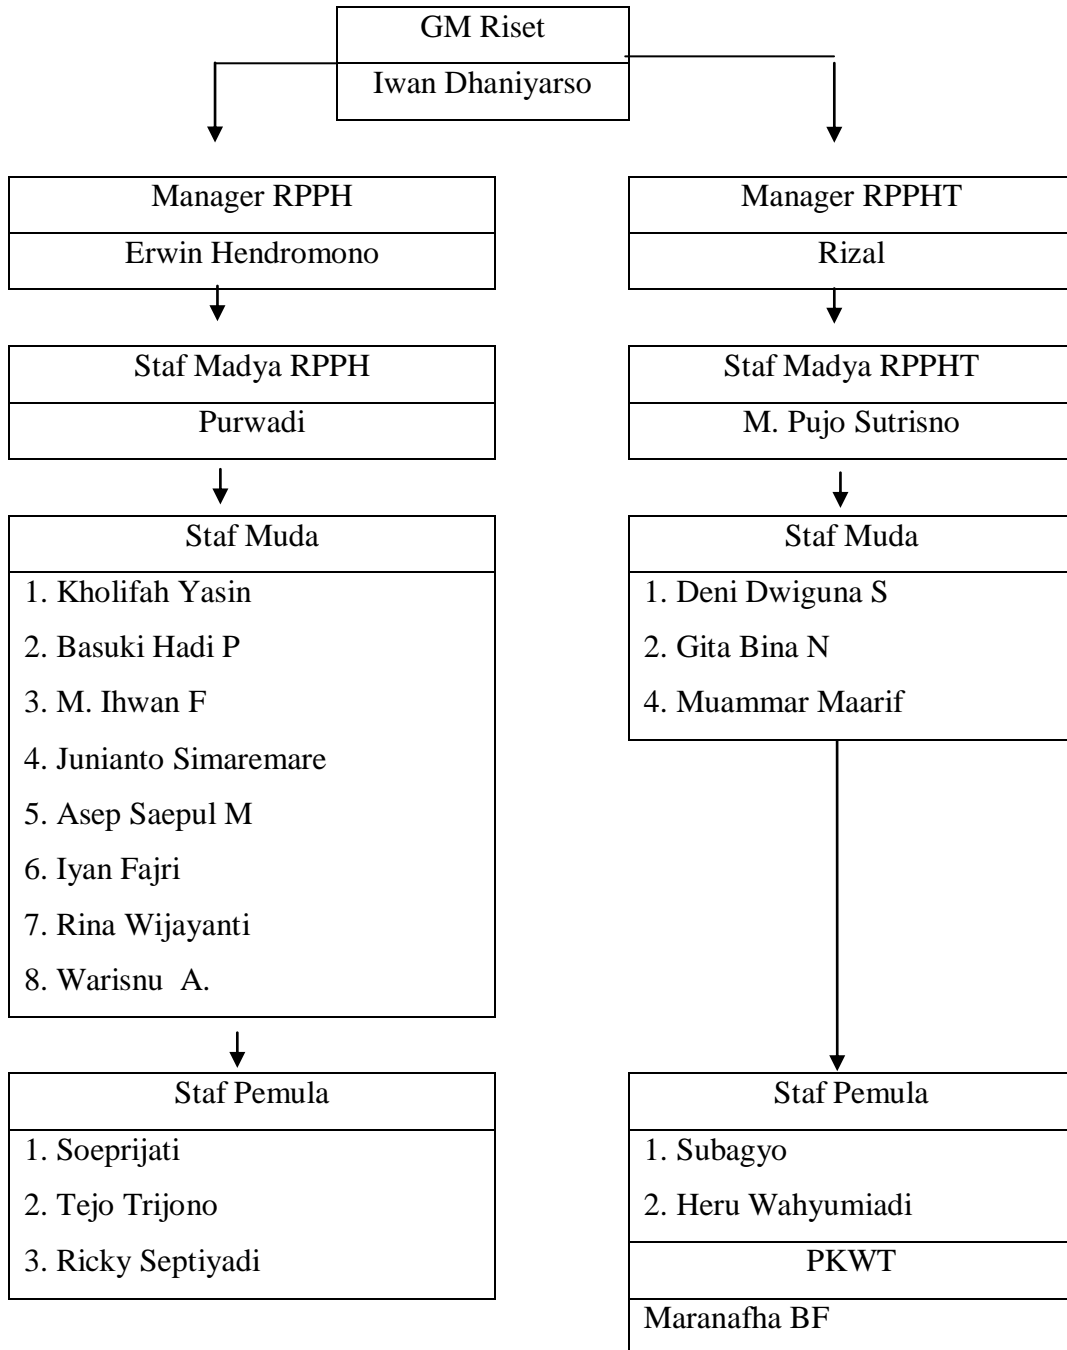 GM Riset
Iwan Dhaniyarso
Manager RPPH
Erwin Hendromono
Staf Madya RPPH
Purwadi
Staf Muda
1. Kholifah Yasin
2. Basuki Hadi P
3. M. Ihwan F
4. Junianto Simaremare
5. Asep Saepul M
6. Iyan Fajri
7. Rina Wijayanti
8. Warisnu  A.
Staf Pemula
1. Soeprijati
2. Tejo Trijono
3. Ricky Septiyadi
Manager RPPHT
Rizal
Staf Madya RPPHT
M. Pujo Sutrisno
Staf Muda
1. Deni Dwiguna S
2. Gita Bina N
4. Muammar Maarif
Staf Pemula
1. Subagyo
2. Heru Wahyumiadi
PKWT
Maranafha BF